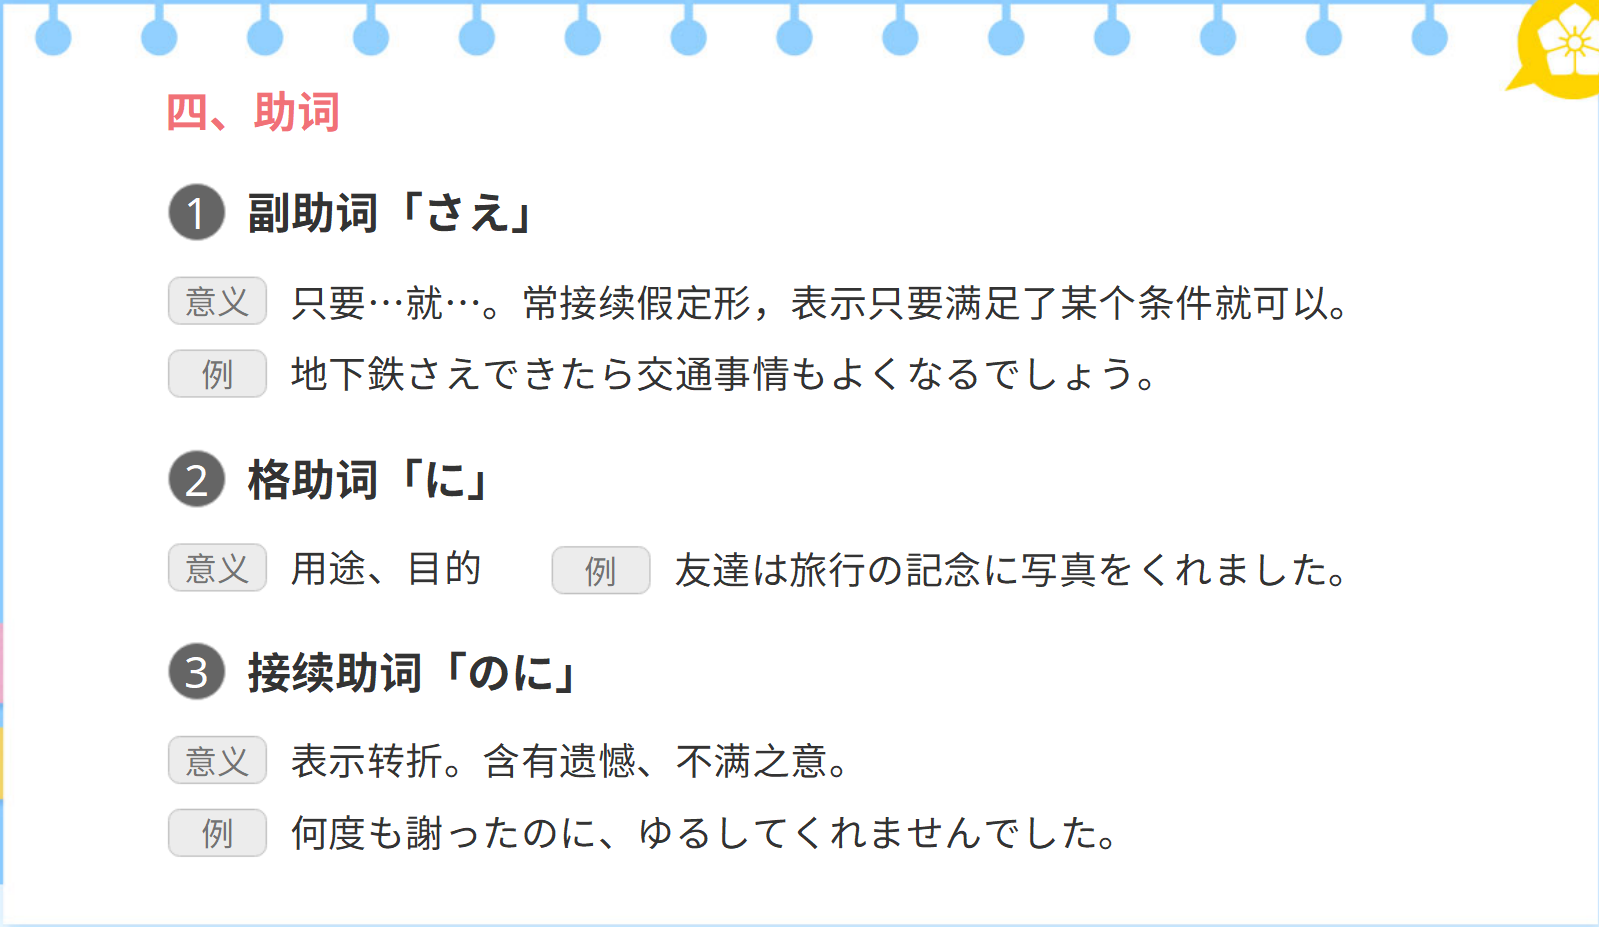 四、助词
1 副助词「さえ」
意义 只要…就…。常接续假定形，表示只要满足了某个条件就可以。
例 地下鉄さえできたら交通事情もよくなるでしょう。
2 格助词「に」
意义 用途、目的 例 友達は旅行の記念に写真をくれました。
3 接续助词「のに」
意义 表示转折。含有遗憾、不满之意。
例 何度も謝ったのに、ゆるしてくれませんでした。